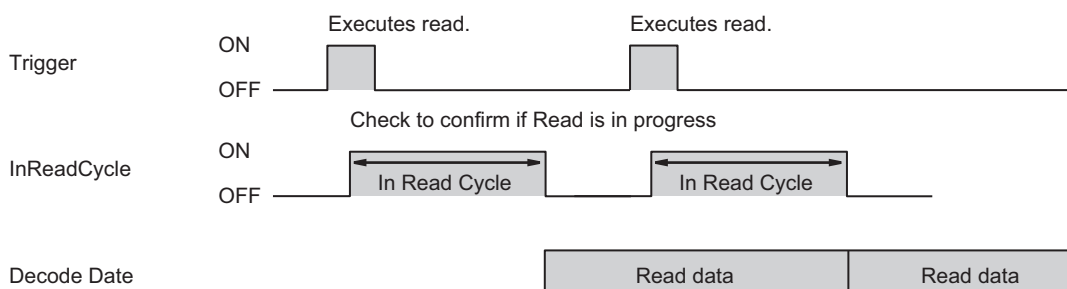 Executes read. Executes read.
ON
Trigger
OFF
Check to confirm if Read is in progress
ON
InReadCycle
In Read Cycle In Read Cycle
OFF
Decode Date Read data Read data